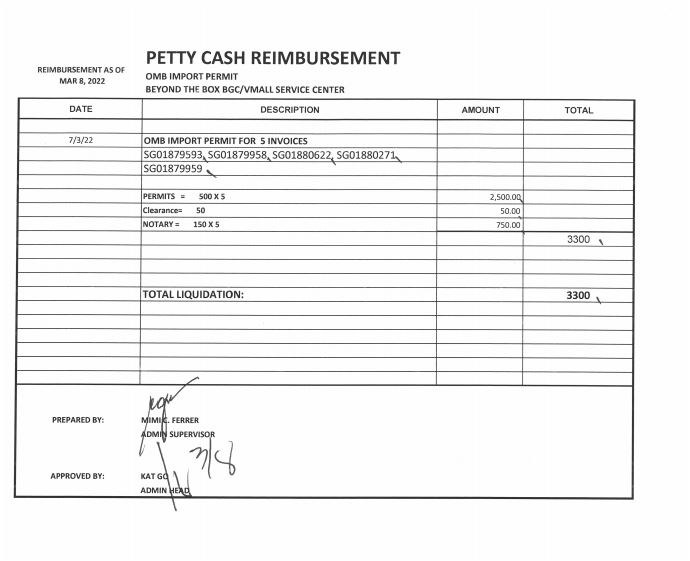 PETTY CASH REIMBURSEMENT
REIMBURSEMENT AS OF
MAR 8, 2022
OMB IMPORT PERMIT
BEYOND THE BOX BGC/VMALL SERVICE CENTER
DATE DESCRIPTION AMOUNT TOTAL
7/3/22 OMB IMPORT PERMIT FOR 5 INVOICES
SG01879593, SG01879958, SG01880622, SG01880271,
SG01879959
PERMITS = 500 X 5 2,500.00
Clearance= 50 50.00
NOTARY = 150 X 5 750.00
3300
TOTAL LIQUIDATION: 3300
PREPARED BY: MIMI C. FERRER
ADMIN SUPERVISOR
3/8
APPROVED BY: KAT GO
ADMIN HEAD